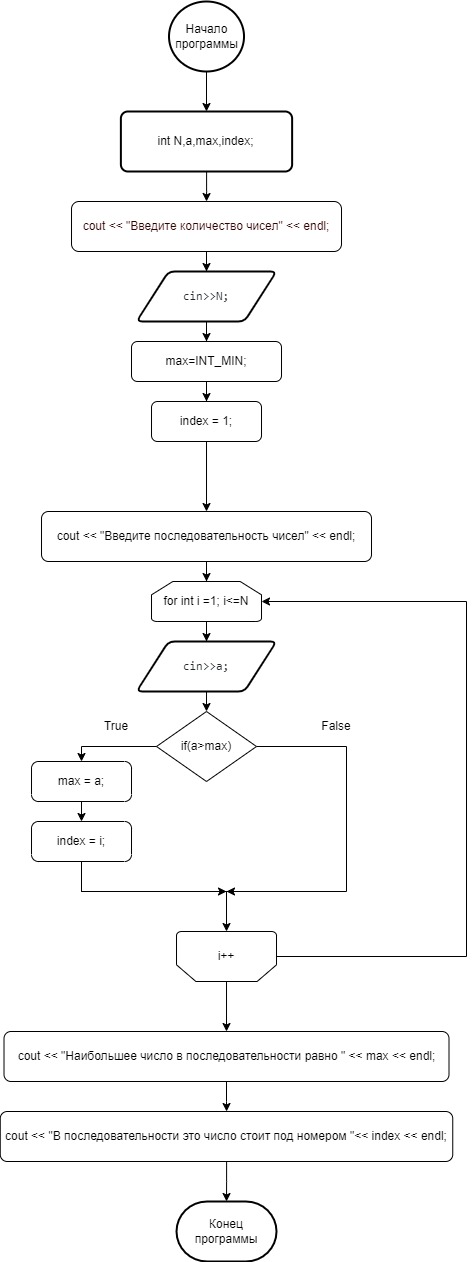 Начало
программы
int N,a,max,index;
cout << "Введите количество чисел" << endl;
cin>>N;
max=INT_MIN;
index = 1;
cout << "Введите последовательность чисел" << endl;
for int i =1; i<=N
cin>>a;
True
False
if(a>max)
max = a;
index = i;
i++
cout << "Наибольшее число в последовательности равно " << max << endl;
cout << "В последовательности это число стоит под номером "<< index << endl;
Конец
программы